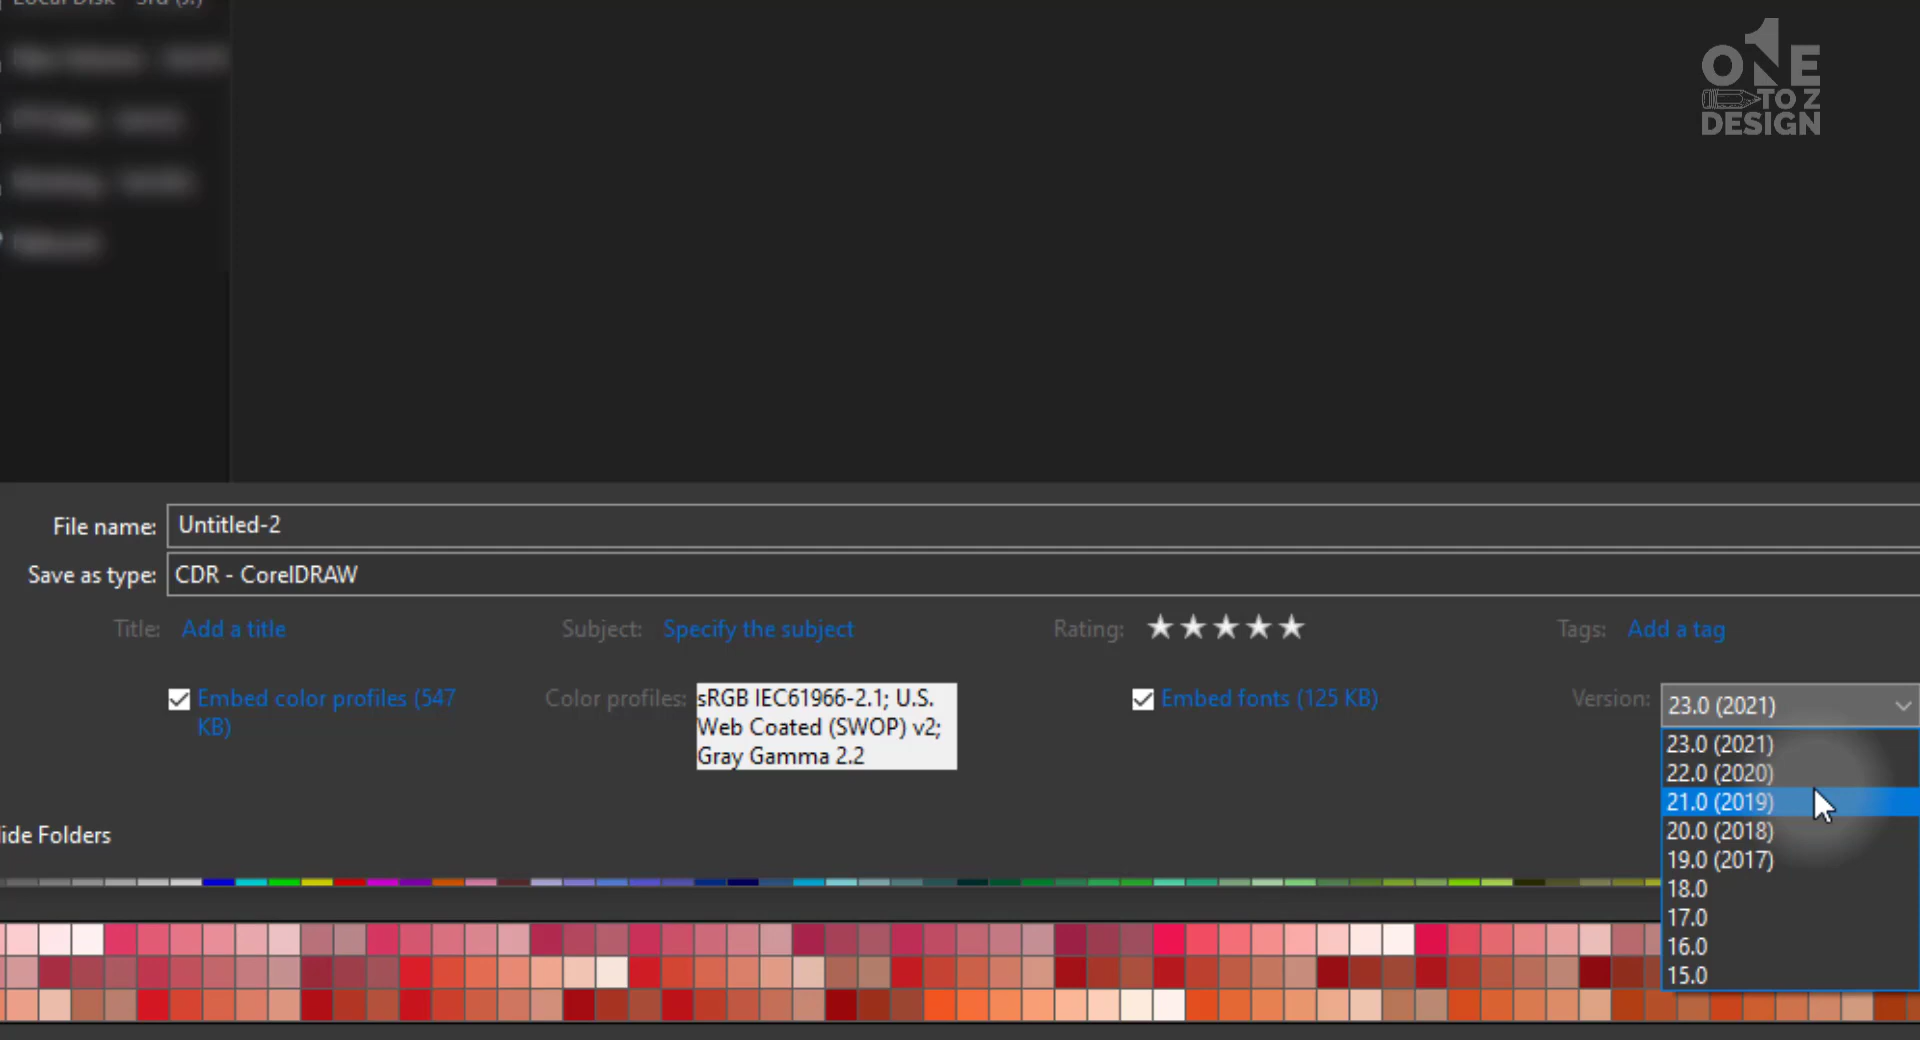 ONE
TO Z
DESIGN
File name: Untitled-2
Save as type: CDR - CorelDRAW
Title: Add a title Subject: Specify the subject Rating: ★★★★★ Tags: Add a tag
Embed color profiles (547
KB)
Color profiles: sRGB IEC61966-2.1; U.S.
Web Coated (SWOP) v2;
Gray Gamma 2.2
Embed fonts (125 KB)
Version: 23.0 (2021)
23.0 (2021)
22.0 (2020)
21.0 (2019)
20.0 (2018)
19.0 (2017)
18.0
17.0
16.0
15.0
ide Folders